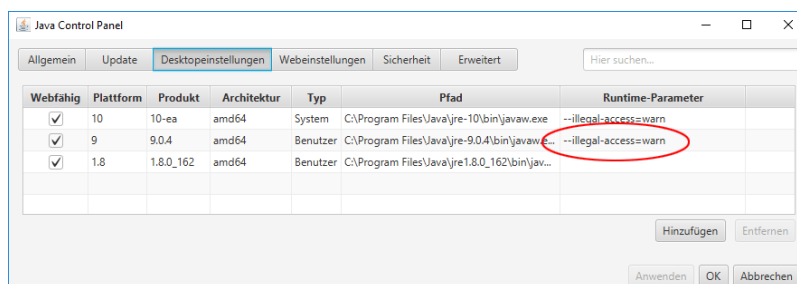 Java Control Panel
Allgemein Update Desktopeinstellungen Webeinstellungen Sicherheit Erweitert Hier suchen...
Webfähig Plattform Produkt Architektur Typ Pfad Runtime-Parameter
10 10-ea amd64 System C:\Program Files\Java\jre-10\bin\javaw.exe --illegal-access=warn
9 9.0.4 amd64 Benutzer C:\Program Files\Java\jre-9.0.4\bin\javaw.e... --illegal-access=warn
1.8 1.8.0_162 amd64 Benutzer C:\Program Files\Java\jre1.8.0_162\bin\jav...
Hinzufügen Entfernen
Anwenden OK Abbrechen